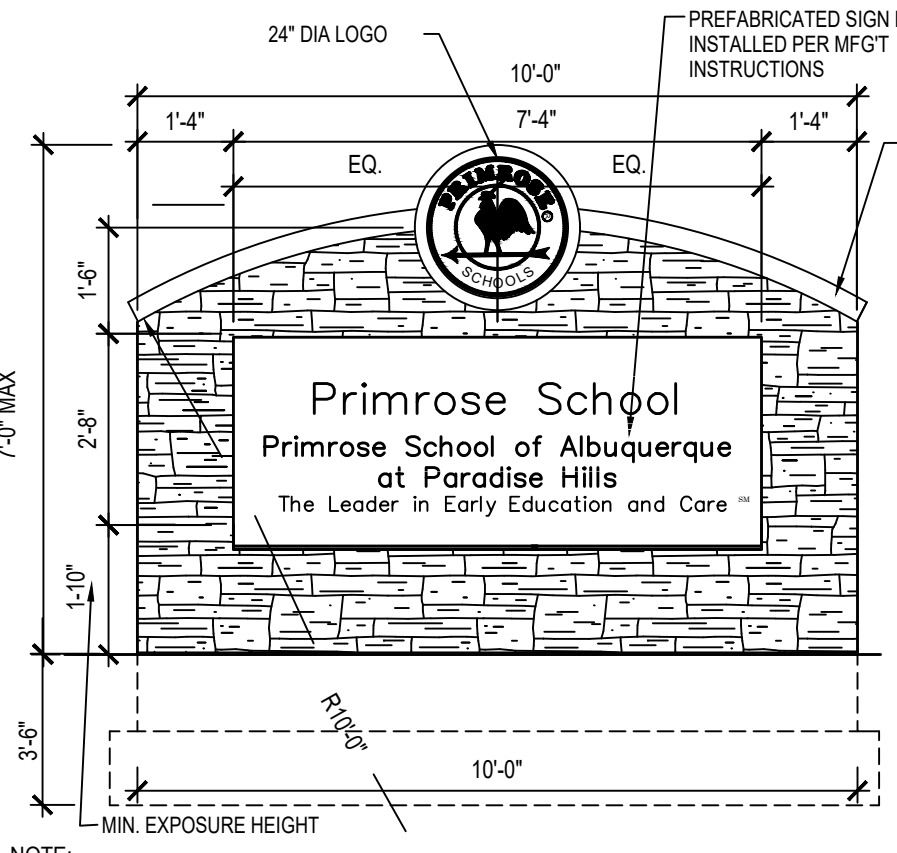 24" DIA LOGO
PREFABRICATED SIGN
INSTALLED PER MFG'T
INSTRUCTIONS
10'-0"
1'-4"
7'-4"
1'-4"
EQ.
EQ.
PRIMROSE®
SCHOOLS
1'-6"
7'-0" MAX
2'-8"
Primrose School
Primrose School of Albuquerque
at Paradise Hills
The Leader in Early Education and Care SM
1-10"
3'-6"
R10'-0"
10'-0"
MIN. EXPOSURE HEIGHT
NOTE: